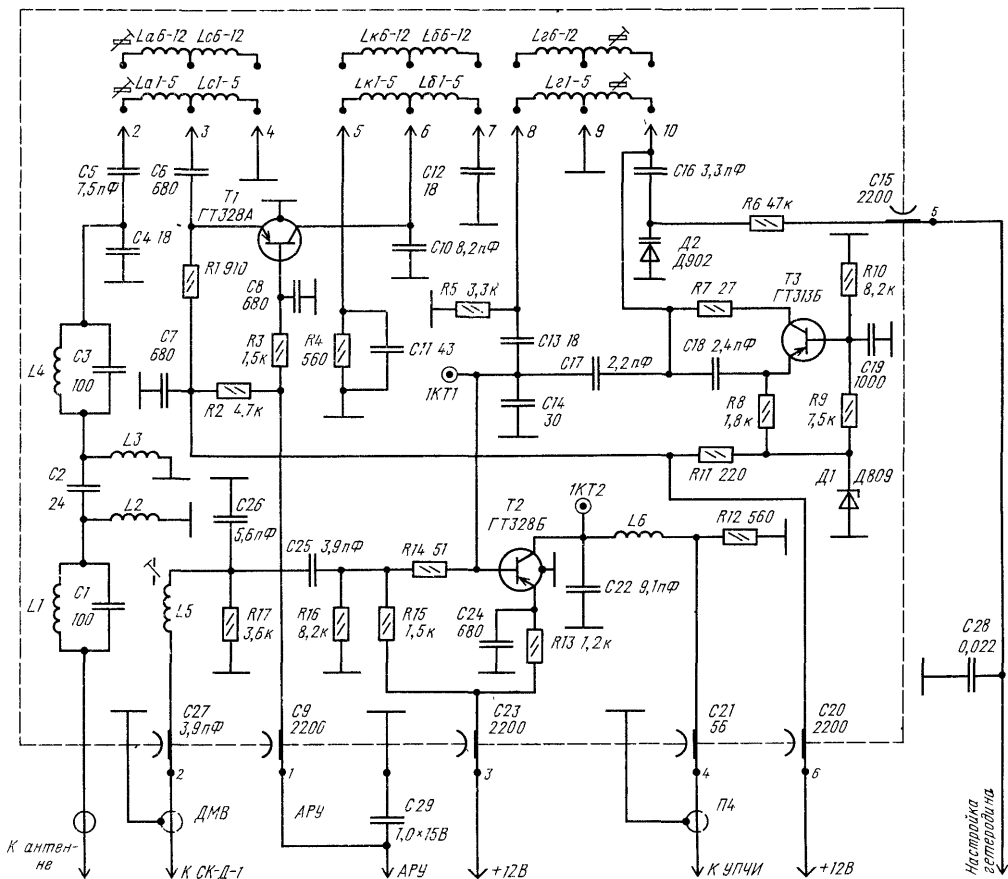 Lа6-12 Lс6-12
Lк6-12 Lб6-12
Lг6-12
Lа1-5 Lс1-5
Lк1-5 Lб1-5
Lг1-5
2
3
4
5
6
7
8
9
10
C5
7,5пФ
C6
680
C12
18
C16 3,3пФ
C15
2200
5
T1
ГТ328А
R6 47к
C4 18
C10 8,2пФ
Д2
Д902
R1 910
C8
680
R5 3,3к
R7 27
T3
ГТ313Б
R10
8,2к
C7
680
R3
1,5к
R4
560
C11 43
C13 18
C17 2,2пФ
C18 2,4пФ
C19
1000
L4
C3
100
1КТ1
R2 4,7к
C14
30
R8
1,8к
R9
7,5к
L3
R11 220
C2
24
L2
C26
5,6пФ
T2
ГТ328Б
1КТ2
L6
R12 560
Д1
Д809
C25 3,9пФ
R14 51
C22 9,1пФ
L1
C1
100
L5
R17
3,6к
R16
8,2к
R15
1,5к
C24
680
R13 1,2к
C28
0,022
C27
3,9пФ
C9
2200
C23
2200
C21
56
C20
2200
2
1
3
4
6
ДМВ
АРУ
C29
1,0×15В
П4
К антен-
не
К СК-Д-1
АРУ
+12В
К УПЧИ
+12В
Настройка
гетеродина